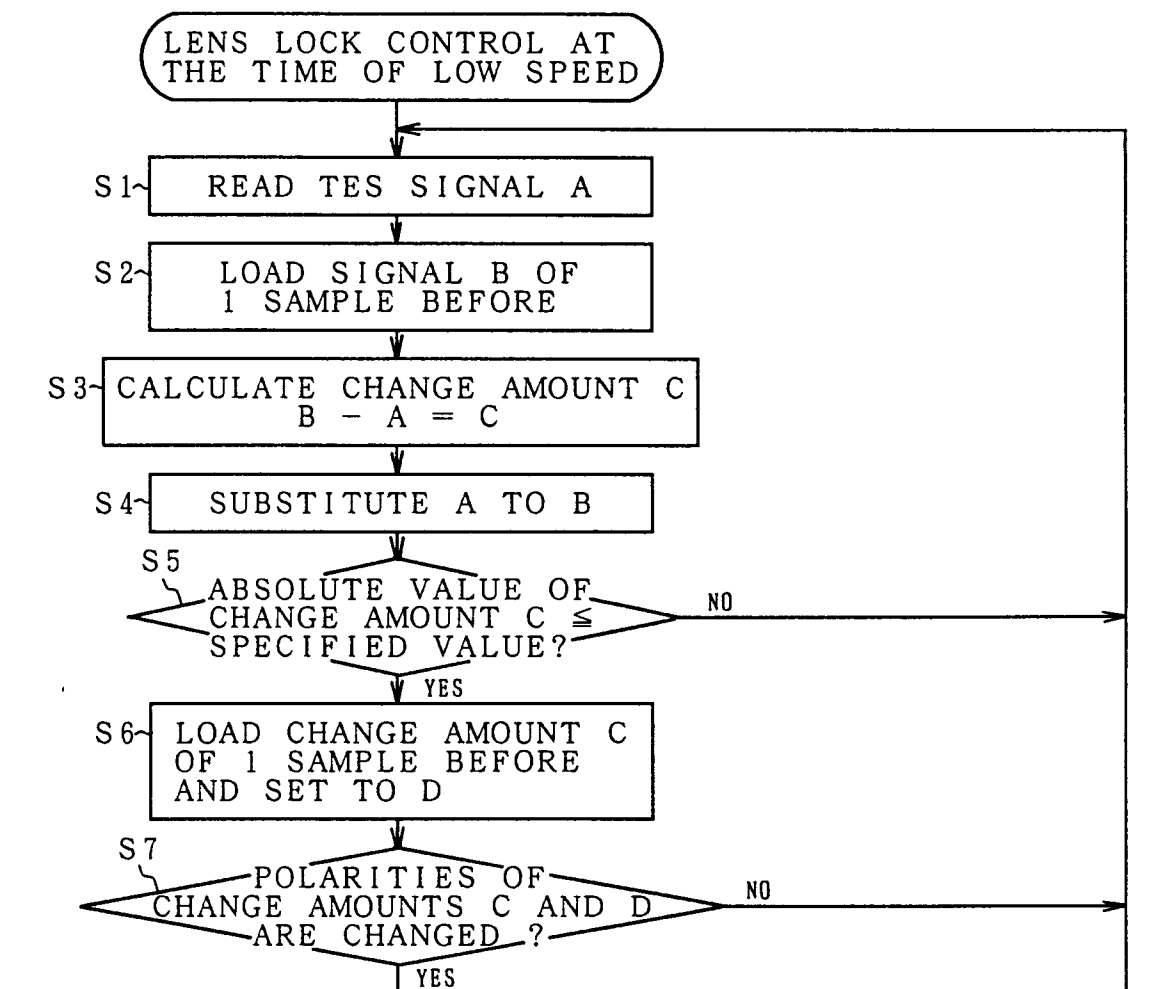 LENS LOCK CONTROL AT
THE TIME OF LOW SPEED
S1
READ TES SIGNAL A
S2
LOAD SIGNAL B OF
1 SAMPLE BEFORE
S3
CALCULATE CHANGE AMOUNT C
B - A = C
S4
SUBSTITUTE A TO B
S5
ABSOLUTE VALUE OF
CHANGE AMOUNT C ≦
SPECIFIED VALUE?
NO
YES
S6
LOAD CHANGE AMOUNT C
OF 1 SAMPLE BEFORE
AND SET TO D
S7
POLARITIES OF
CHANGE AMOUNTS C AND D
ARE CHANGED ?
NO
YES